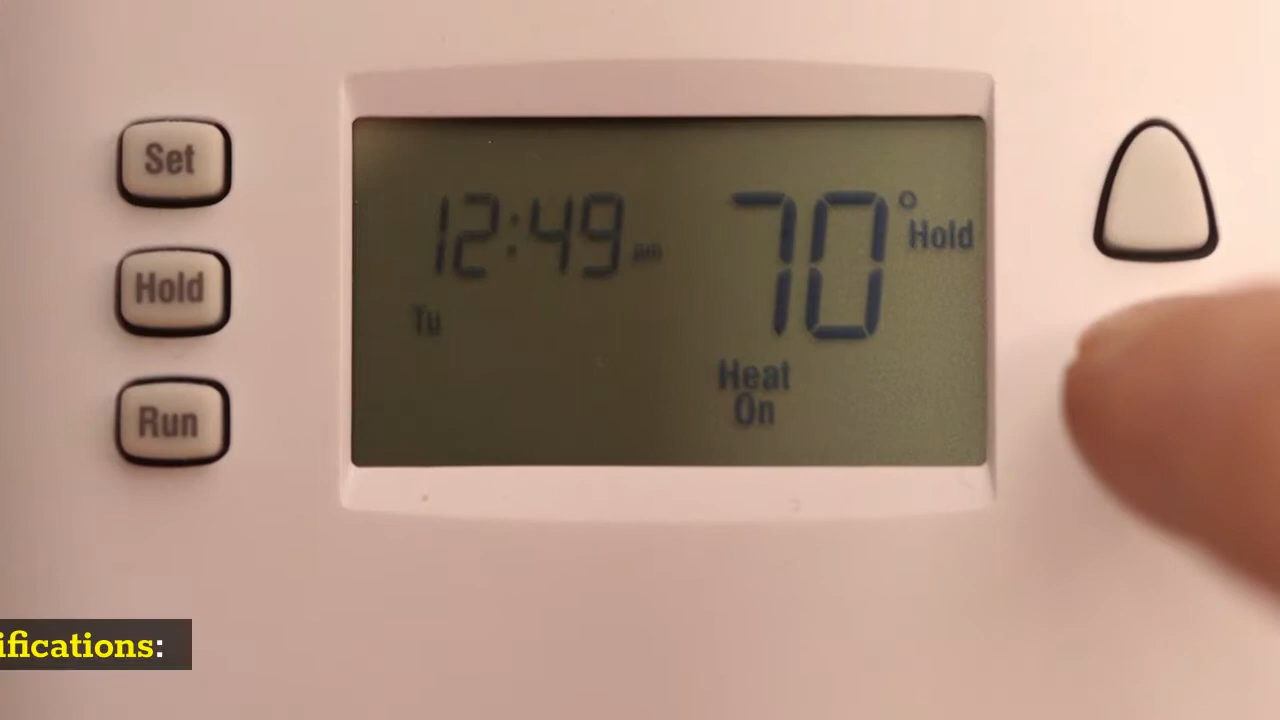 Set
Hold
Run
12:49 pm
70°
Hold
Tu
Heat
On
ifications: